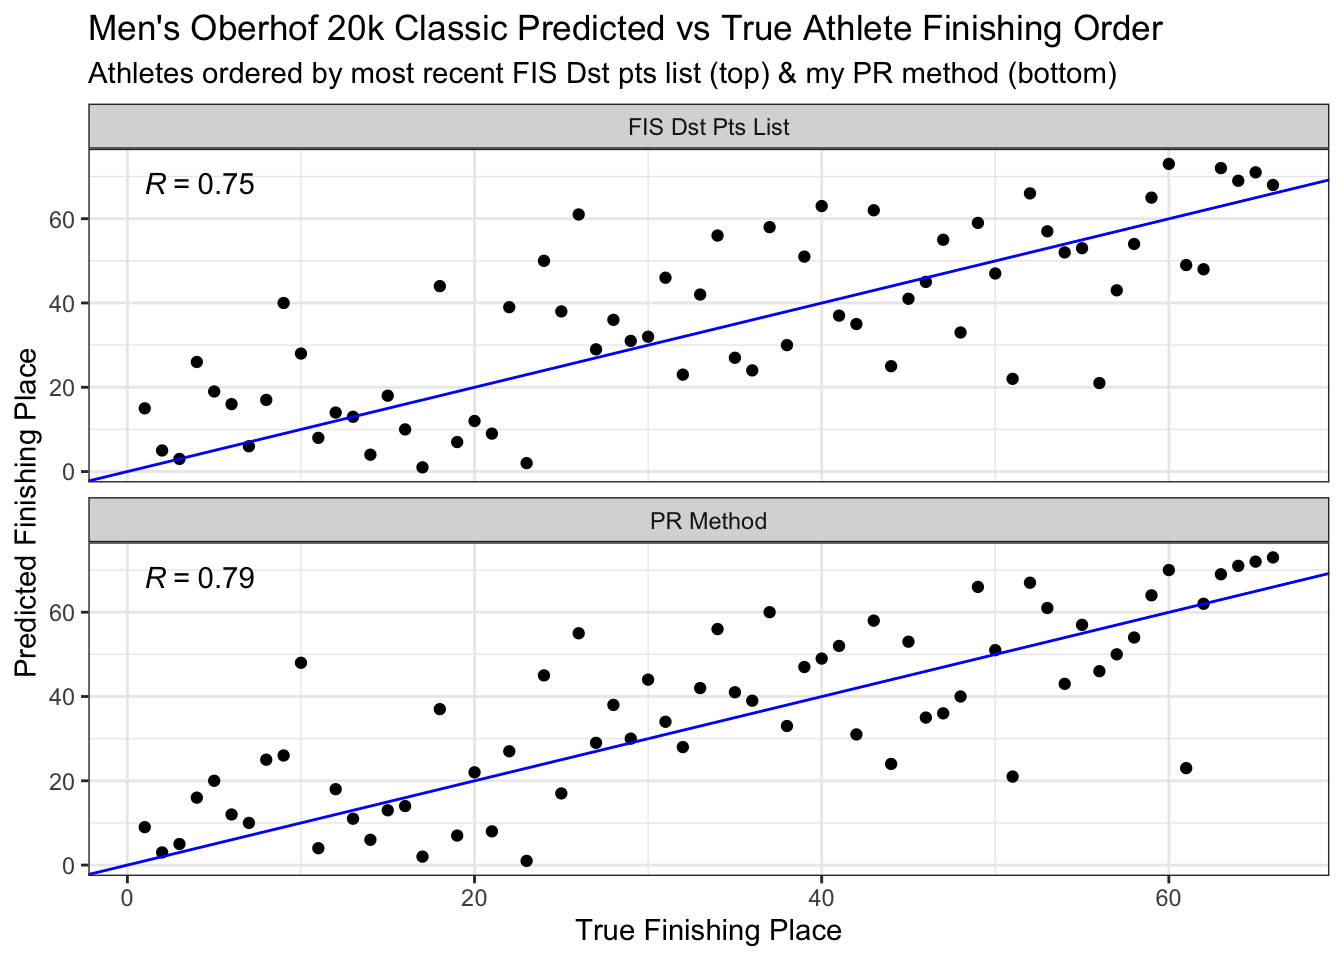 Men's Oberhof 20k Classic Predicted vs True Athlete Finishing Order
Athletes ordered by most recent FIS Dst pts list (top) & my PR method (bottom)
FIS Dst Pts List
R = 0.75
60
40
20
0
PR Method
R = 0.79
60
40
20
0
0 20 40 60
True Finishing Place
Predicted Finishing Place